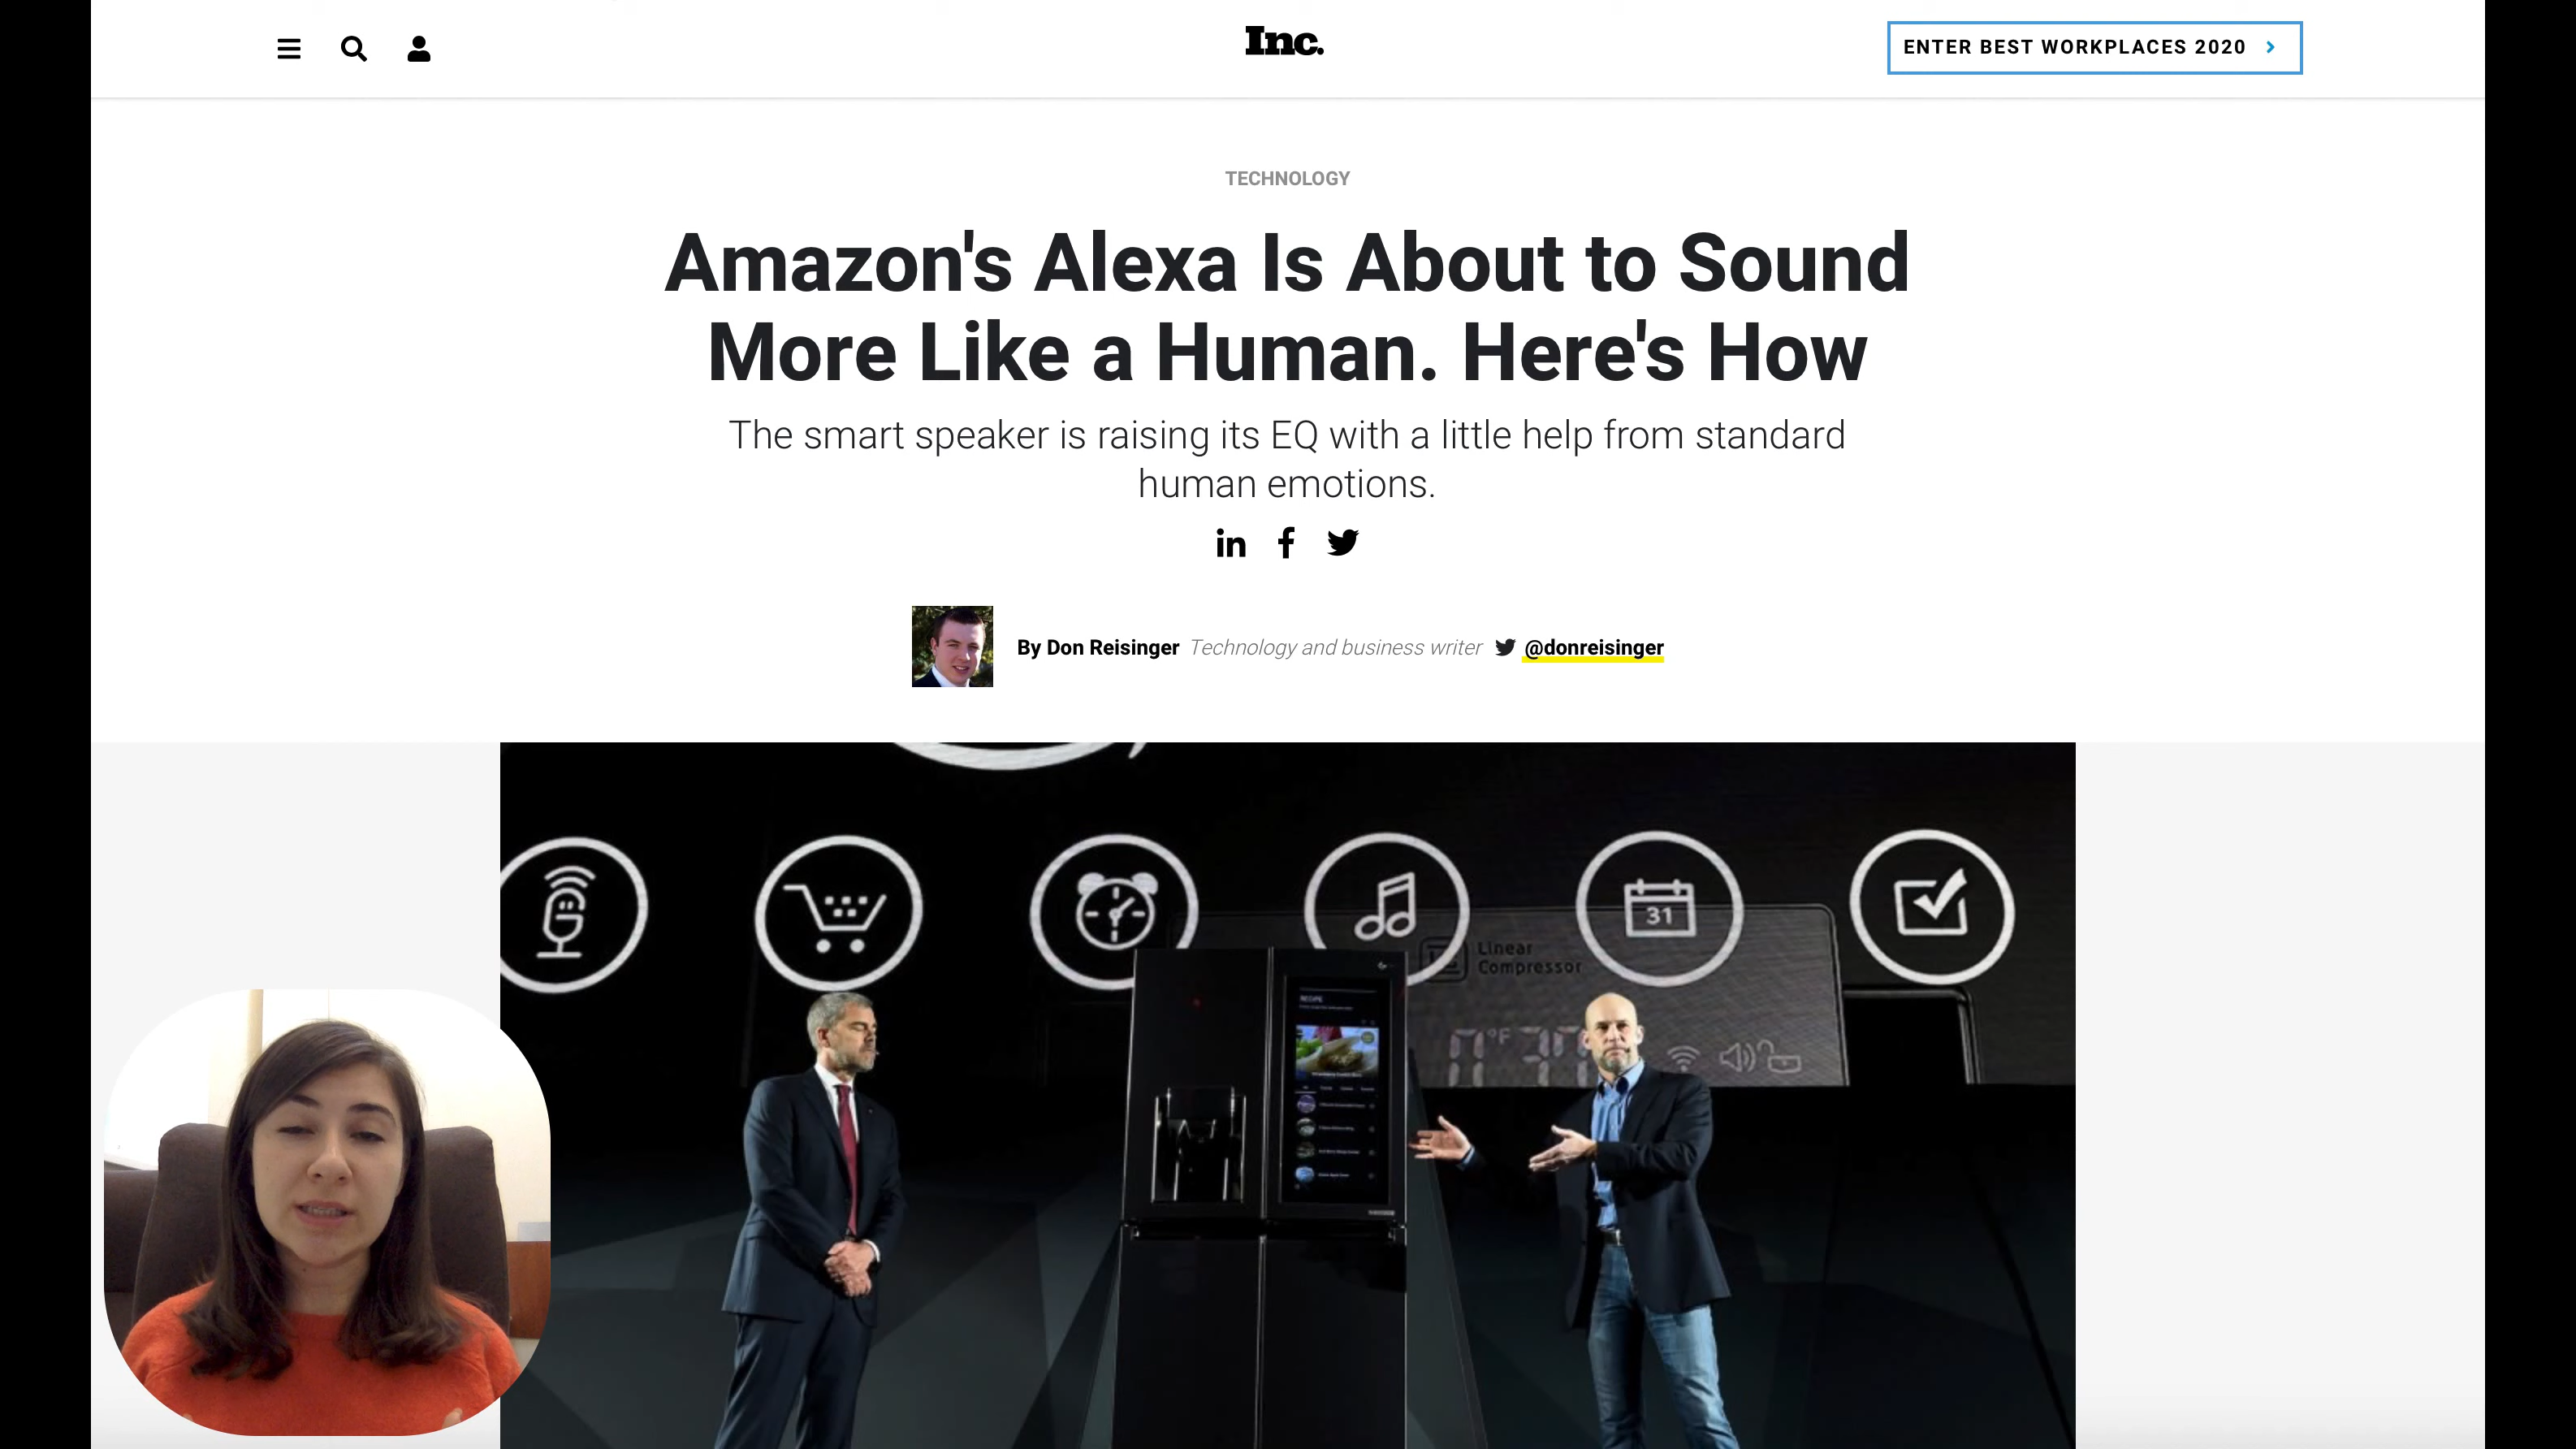 Inc.
ENTER BEST WORKPLACES 2020
TECHNOLOGY
Amazon's Alexa Is About to Sound
More Like a Human. Here's How
The smart speaker is raising its EQ with a little help from standard
human emotions.
By Don Reisinger Technology and business writer @donreisinger
31
Linear
Compressor
°F
RECIPE